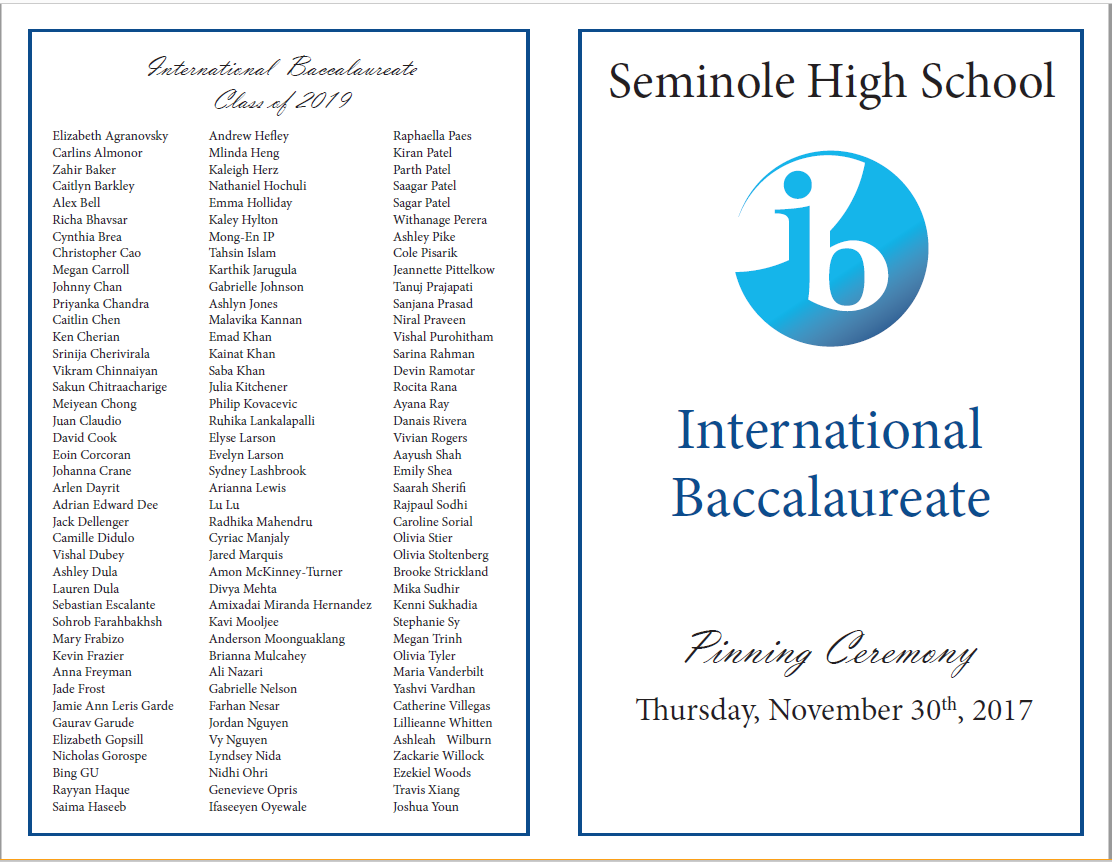 International Baccalaureate
Class of 2019
Elizabeth Agranovsky
Carlins Almonor
Zahir Baker
Caitlyn Barkley
Alex Bell
Richa Bhavsar
Cynthia Brea
Christopher Cao
Megan Carroll
Johnny Chan
Priyanka Chandra
Caitlin Chen
Ken Cherian
Srinija Cherivirala
Vikram Chinnaiyan
Sakun Chitraacharige
Meiyean Chong
Juan Claudio
David Cook
Eoin Corcoran
Johanna Crane
Arlen Dayrit
Adrian Edward Dee
Jack Dellenger
Camille Didulo
Vishal Dubey
Ashley Dula
Lauren Dula
Sebastian Escalante
Sohrob Farahbakhsh
Mary Frabizo
Kevin Frazier
Anna Freyman
Jade Frost
Jamie Ann Leris Garde
Gaurav Garude
Elizabeth Gopsill
Nicholas Gorospe
Bing GU
Rayyan Haque
Saima Haseeb
Andrew Hefley
Mlinda Heng
Kaleigh Herz
Nathaniel Hochuli
Emma Holliday
Kaley Hylton
Mong-En IP
Tahsin Islam
Karthik Jarugula
Gabrielle Johnson
Ashlyn Jones
Malavika Kannan
Emad Khan
Kainat Khan
Saba Khan
Julia Kitchener
Philip Kovacevic
Ruhika Lankalapalli
Elyse Larson
Evelyn Larson
Sydney Lashbrook
Arianna Lewis
Lu Lu
Radhika Mahendru
Cyriac Manjaly
Jared Marquis
Amon McKinney-Turner
Divya Mehta
Amixadai Miranda Hernandez
Kavi Mooljee
Anderson Moonguaklang
Brianna Mulcahey
Ali Nazari
Gabrielle Nelson
Farhan Nesar
Jordan Nguyen
Vy Nguyen
Lyndsey Nida
Nidhi Ohri
Genevieve Opris
Ifaseeyen Oyewale
Raphaella Paes
Kiran Patel
Parth Patel
Saagar Patel
Sagar Patel
Withanage Perera
Ashley Pike
Cole Pisarik
Jeannette Pittelkow
Tanuj Prajapati
Sanjana Prasad
Niral Praveen
Vishal Purohitham
Sarina Rahman
Devin Ramotar
Rocita Rana
Ayana Ray
Danais Rivera
Vivian Rogers
Aayush Shah
Emily Shea
Saarah Sherifi
Rajpaul Sodhi
Caroline Sorial
Olivia Stier
Olivia Stoltenberg
Brooke Strickland
Mika Sudhir
Kenni Sukhadia
Stephanie Sy
Megan Trinh
Olivia Tyler
Maria Vanderbilt
Yashvi Vardhan
Catherine Villegas
Lillieanne Whitten
Ashleah Wilburn
Zackarie Willock
Ezekiel Woods
Travis Xiang
Joshua Youn
Seminole High School
ib
International
Baccalaureate
Pinning Ceremony
Thursday, November 30th, 2017